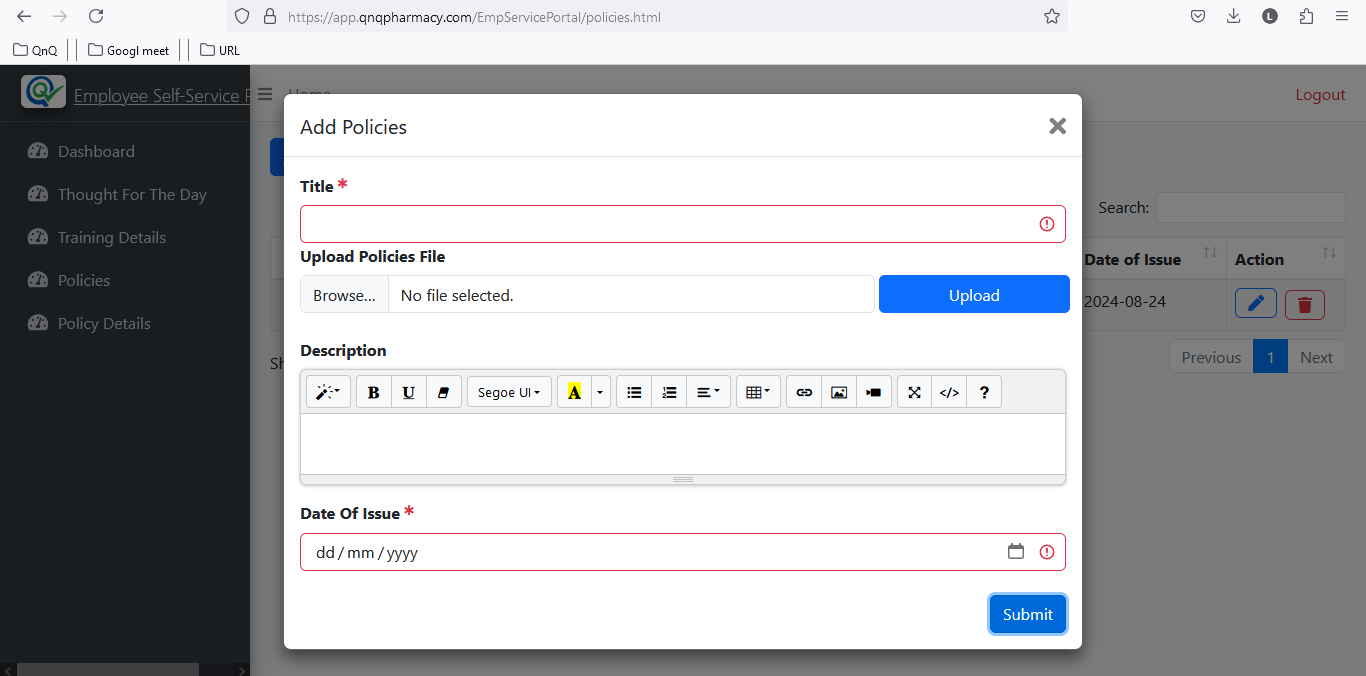 https://app.qnqpharmacy.com/EmpServicePortal/policies.html
L
QnQ
Googl meet
URL
Employee Self-Service P
Home
Logout
Dashboard
Thought For The Day
Training Details
Policies
Policy Details
Add Policies
Title *
Upload Policies File
Browse... No file selected. Upload
Description
B U Segoe UI A </> ?
Date Of Issue *
dd / mm / yyyy
Submit
Search:
Date of Issue Action
2024-08-24
Sh
Previous 1 Next